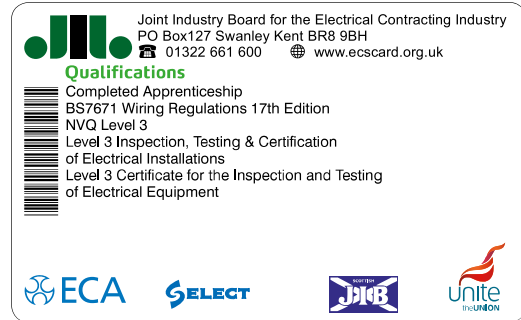 JIB
Joint Industry Board for the Electrical Contracting Industry
PO Box127 Swanley Kent BR8 9BH
☎ 01322 661 600 www.ecscard.org.uk
Qualifications
Completed Apprenticeship
BS7671 Wiring Regulations 17th Edition
NVQ Level 3
Level 3 Inspection, Testing & Certification
of Electrical Installations
Level 3 Certificate for the Inspection and Testing
of Electrical Equipment
ECA
SELECT
SCOTTISH
JIB
unite
theUNION